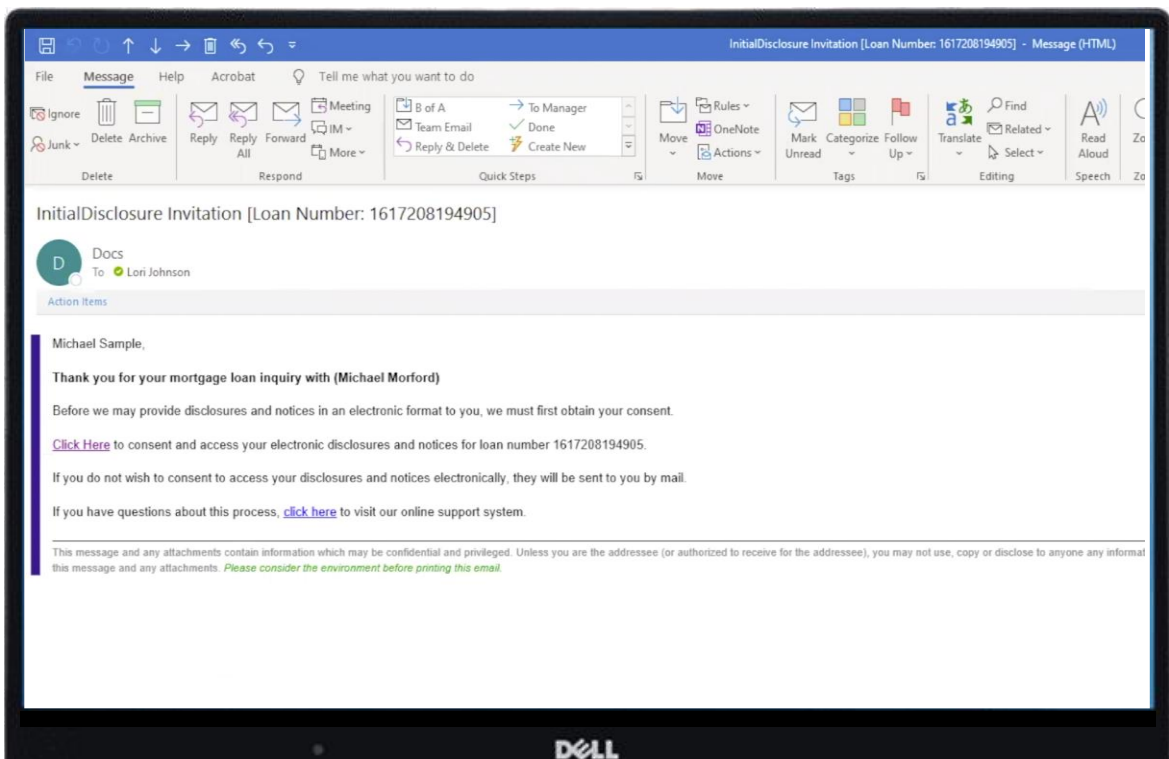 InitialDisclosure Invitation [Loan Number: 1617208194905] - Message (HTML)
File Message Help Acrobat Tell me what you want to do
Ignore
Junk
Delete
Archive
Reply
Reply All
Forward
Meeting
IM
More
B of A
Team Email
Reply & Delete
To Manager
Done
Create New
Move
Rules
OneNote
Actions
Mark Unread
Categorize
Follow Up
Translate
Find
Related
Select
Read Aloud
Zo
Delete Respond Quick Steps Move Tags Editing Speech Zo
InitialDisclosure Invitation [Loan Number: 1617208194905]
D
Docs
To Lori Johnson
Action Items
Michael Sample,
Thank you for your mortgage loan inquiry with (Michael Morford)
Before we may provide disclosures and notices in an electronic format to you, we must first obtain your consent.
Click Here to consent and access your electronic disclosures and notices for loan number 1617208194905.
If you do not wish to consent to access your disclosures and notices electronically, they will be sent to you by mail.
If you have questions about this process, click here to visit our online support system.
This message and any attachments contain information which may be confidential and privileged. Unless you are the addressee (or authorized to receive for the addressee), you may not use, copy or disclose to anyone any informat
this message and any attachments. Please consider the environment before printing this email.
DELL